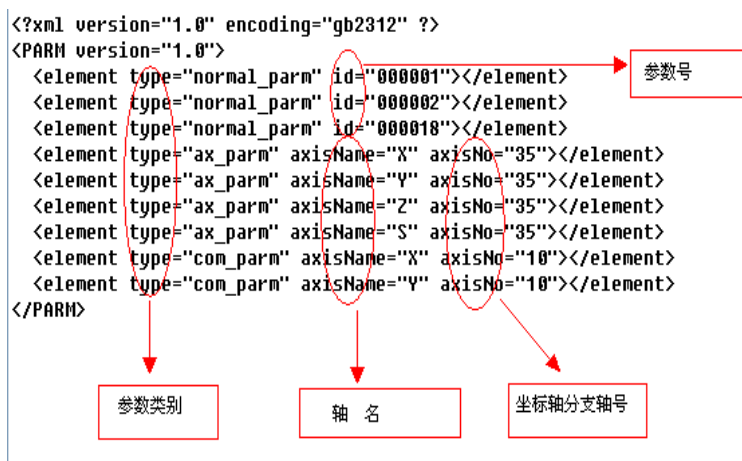 <?xml version="1.0" encoding="gb2312" ?>
<PARM version="1.0">
<element type="normal_parm" id="000001"></element>
<element type="normal_parm" id="000002"></element>
<element type="normal_parm" id="000018"></element>
<element type="ax_parm" axisName="X" axisNo="35"></element>
<element type="ax_parm" axisName="Y" axisNo="35"></element>
<element type="ax_parm" axisName="Z" axisNo="35"></element>
<element type="ax_parm" axisName="S" axisNo="35"></element>
<element type="com_parm" axisName="X" axisNo="10"></element>
<element type="com_parm" axisName="Y" axisNo="10"></element>
</PARM>
参数号
参数类别
轴 名
坐标轴分支轴号